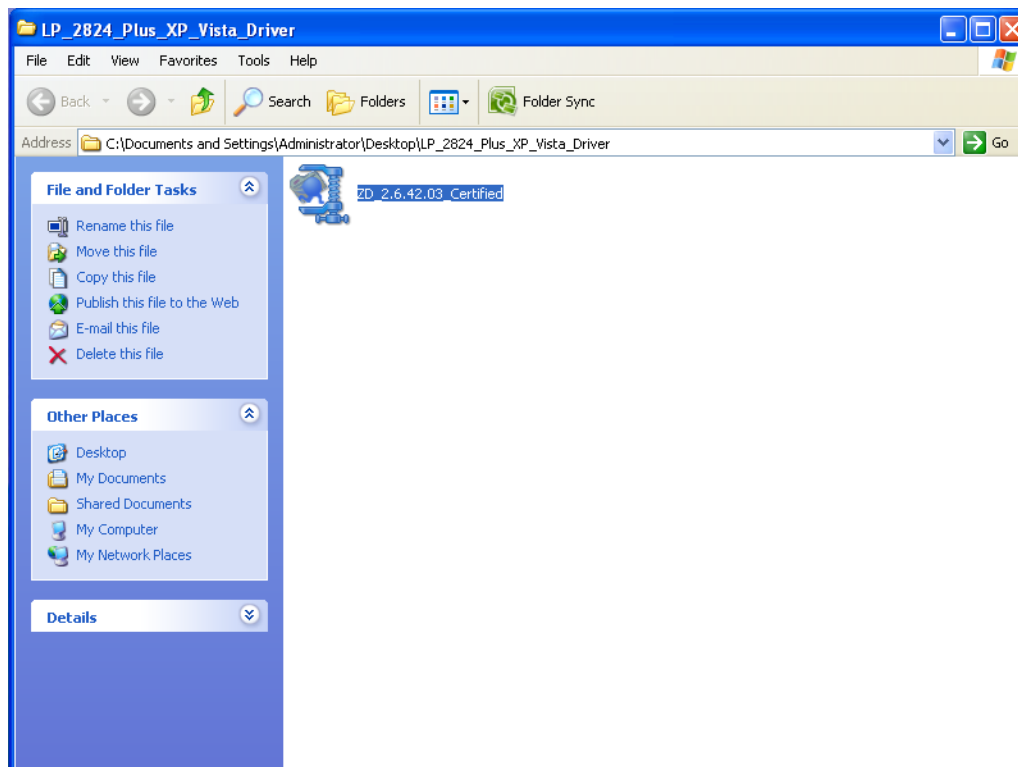 LP_2824_Plus_XP_Vista_Driver
File Edit View Favorites Tools Help
Back Search Folders Folder Sync
Address C:\Documents and Settings\Administrator\Desktop\LP_2824_Plus_XP_Vista_Driver Go
File and Folder Tasks
Rename this file
Move this file
Copy this file
Publish this file to the Web
E-mail this file
Delete this file
Other Places
Desktop
My Documents
Shared Documents
My Computer
My Network Places
Details
ZD_2.6.42.03_Certified